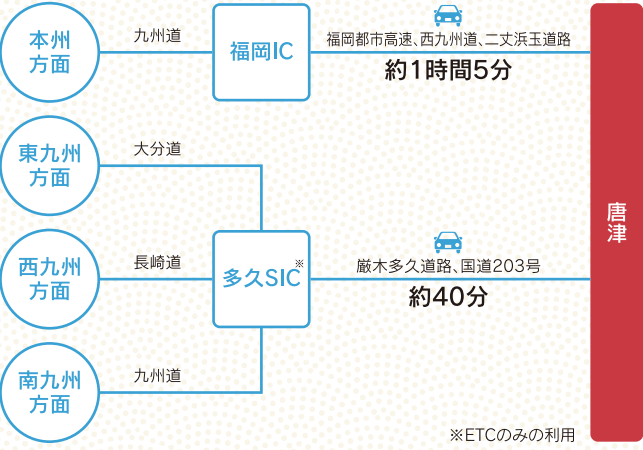 本州
方面
九州道
福岡IC
福岡都市高速、西九州道、二丈浜玉道路
約1時間5分
東九州
方面
大分道
西九州
方面
長崎道
多久SIC※
厳木多久道路、国道203号
約40分
南九州
方面
九州道
唐津
※ETCのみの利用